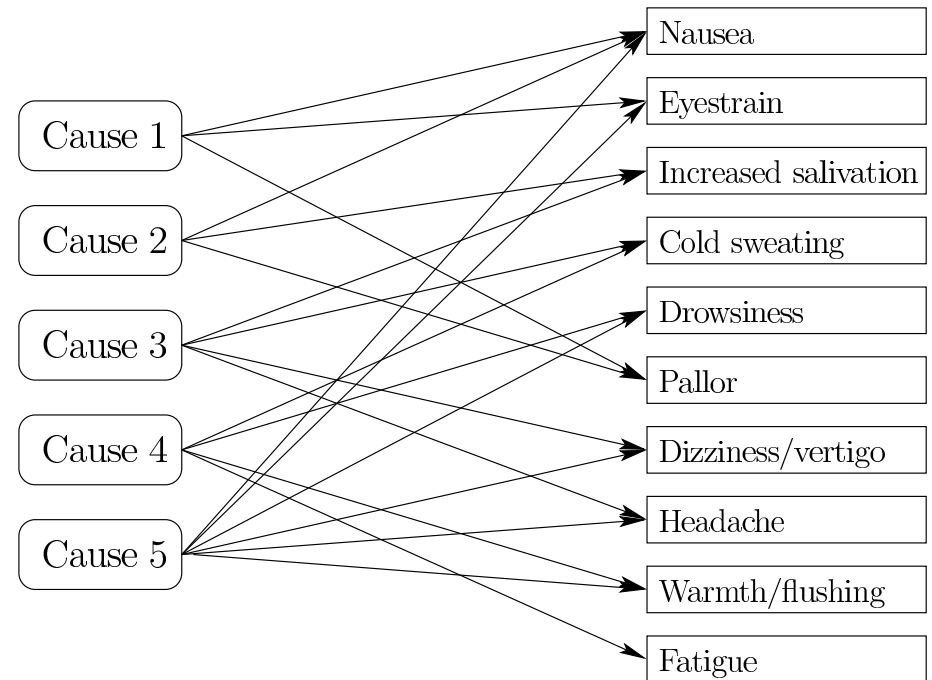 Cause 1
Cause 2
Cause 3
Cause 4
Cause 5
Nausea
Eyestrain
Increased salivation
Cold sweating
Drowsiness
Pallor
Dizziness/vertigo
Headache
Warmth/flushing
Fatigue